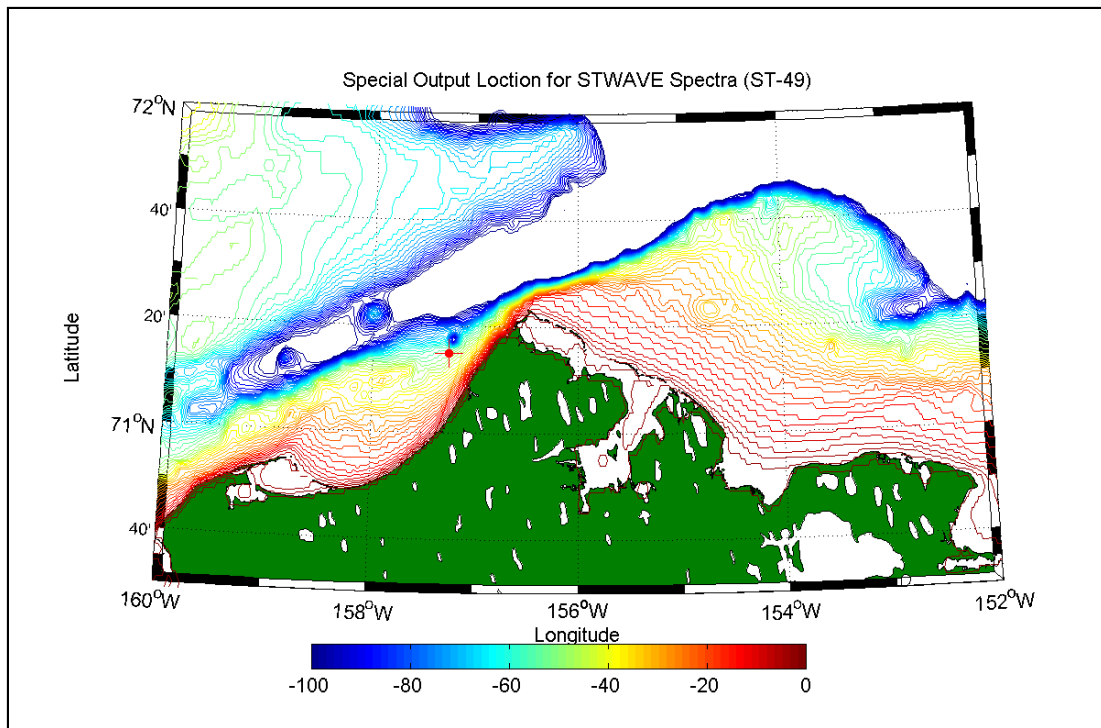 Special Output Loction for STWAVE Spectra (ST-49)
72°N
40'
20'
71°N
40'
Latitude
160°W
158°W
156°W
154°W
152°W
Longitude
-100
-80
-60
-40
-20
0